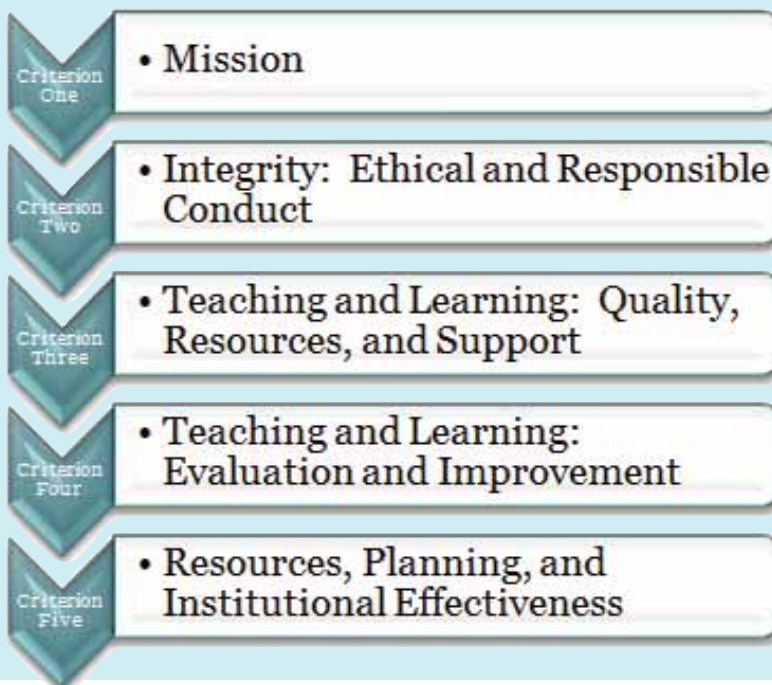 Criterion
One
• Mission
Criterion
Two
• Integrity:  Ethical and Responsible
Conduct
Criterion
Three
• Teaching and Learning:  Quality,
Resources, and Support
Criterion
Four
• Teaching and Learning:
Evaluation and Improvement
Criterion
Five
• Resources, Planning, and
Institutional Effectiveness